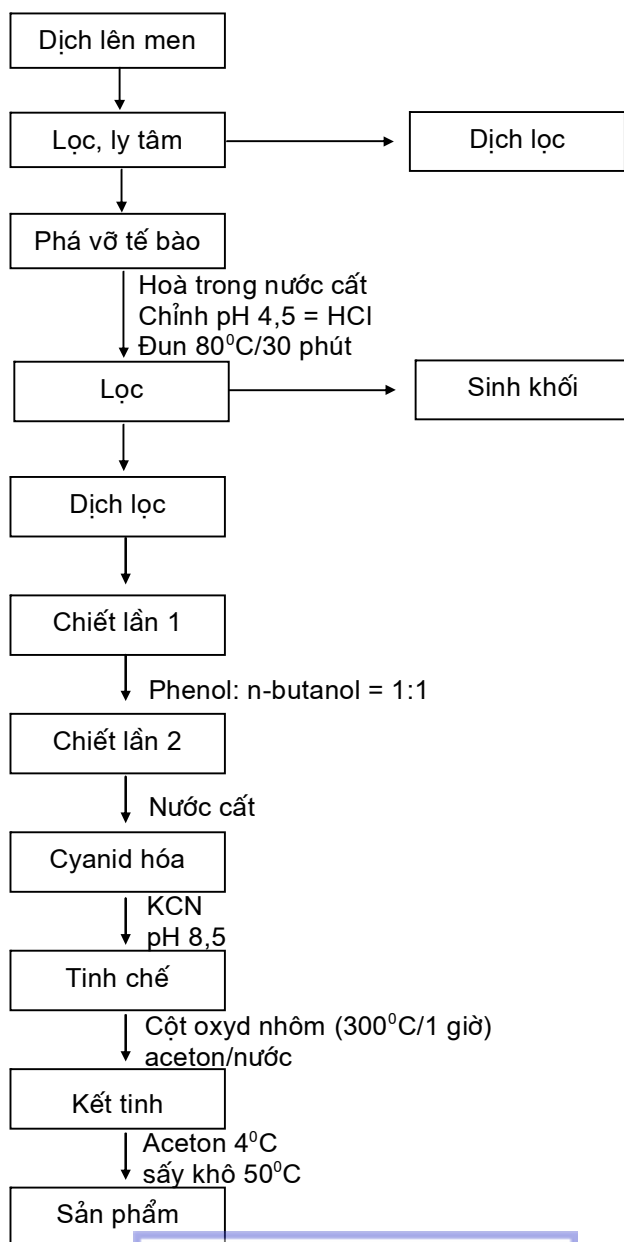 Dịch lên men
Lọc, ly tâm
Dịch lọc
Phá vỡ tế bào
Hoà trong nước cất
Chỉnh pH 4,5 = HCl
Đun 80⁰C/30 phút
Lọc
Sinh khối
Dịch lọc
Chiết lần 1
Phenol: n-butanol = 1:1
Chiết lần 2
Nước cất
Cyanid hóa
KCN
pH 8,5
Tinh chế
Cột oxyd nhôm (300⁰C/1 giờ)
aceton/nước
Kết tinh
Aceton 4⁰C
sấy khô 50⁰C
Sản phẩm